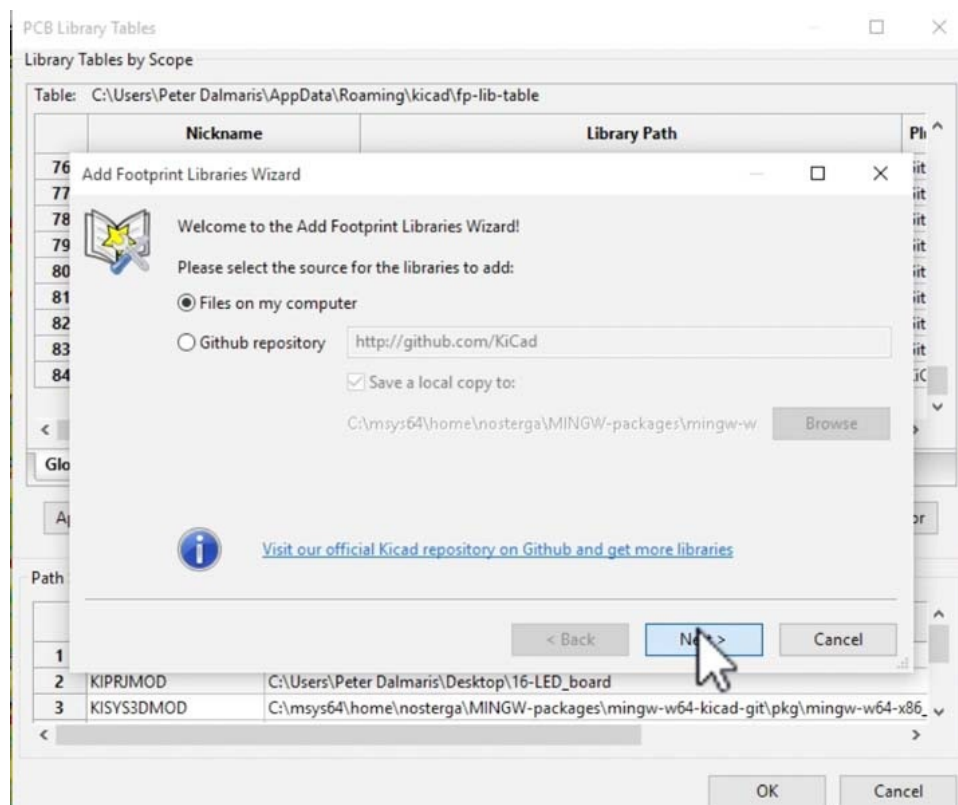 PCB Library Tables
Library Tables by Scope
Table: C:\Users\Peter Dalmaris\AppData\Roaming\kicad\fp-lib-table
Nickname Library Path
76
Add Footprint Libraries Wizard
77
78
Welcome to the Add Footprint Libraries Wizard!
79
80
Please select the source for the libraries to add:
81
Files on my computer
82
83
Github repository http://github.com/KiCad
84
Save a local copy to:
C:\msys64\home\nosterga\MINGW-packages\mingw-w Browse
Visit our official Kicad repository on Github and get more libraries
Path
< Back Next > Cancel
1
2 KIPRJMOD C:\Users\Peter Dalmaris\Desktop\16-LED_board
3 KISYS3DMOD C:\msys64\home\nosterga\MINGW-packages\mingw-w64-kicad-git\pkg\mingw-w64-x86_
OK Cancel